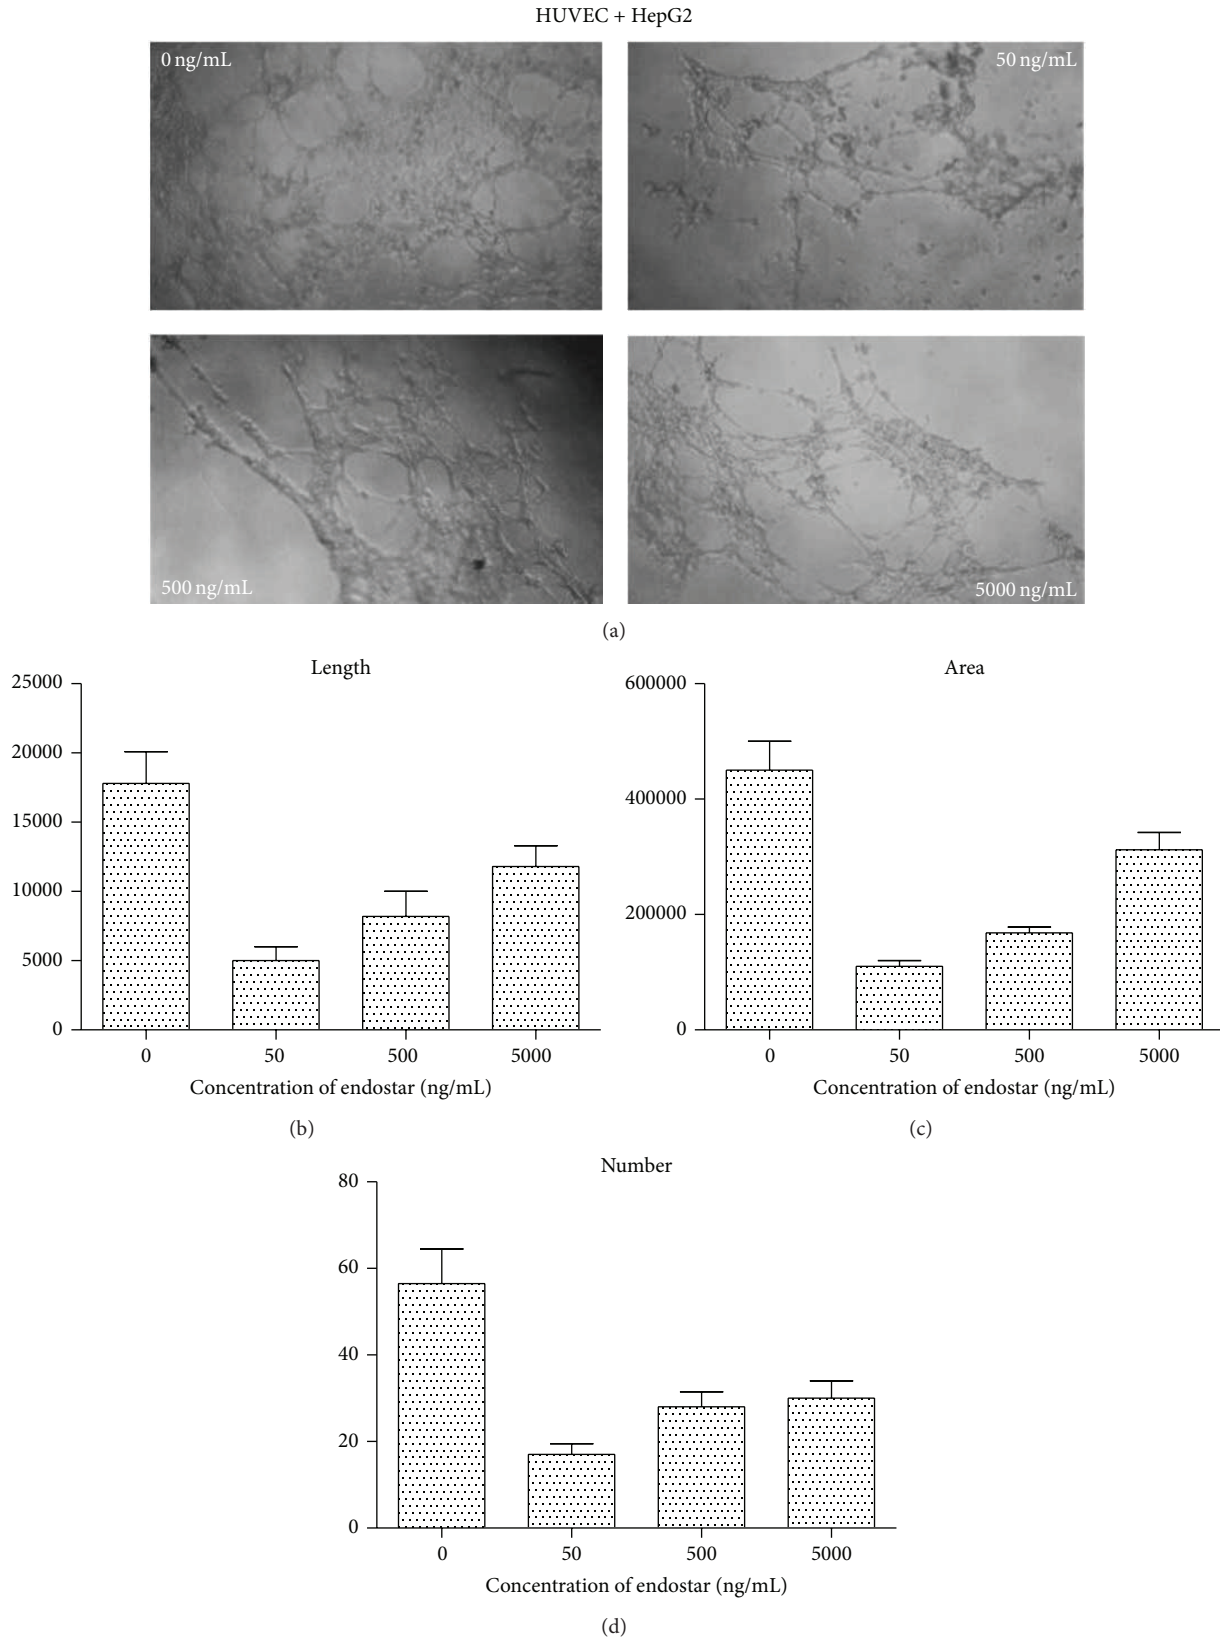 HUVEC + HepG2
0 ng/mL
50 ng/mL
500 ng/mL
5000 ng/mL
(a)
Length
25000
20000
15000
10000
5000
0
0 50 500 5000
Concentration of endostar (ng/mL)
(b)
Area
600000
400000
200000
0
0 50 500 5000
Concentration of endostar (ng/mL)
(c)
Number
80
60
40
20
0
0 50 500 5000
Concentration of endostar (ng/mL)
(d)